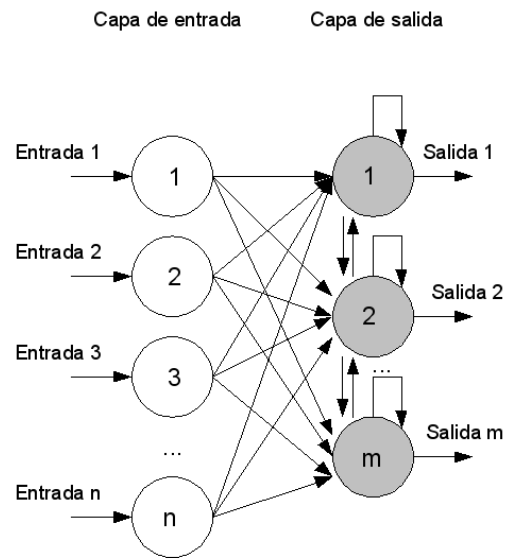 Capa de entrada
Capa de salida
Entrada 1
1
1
Salida 1
Entrada 2
2
2
Salida 2
Entrada 3
3
...
...
m
Salida m
Entrada n
n